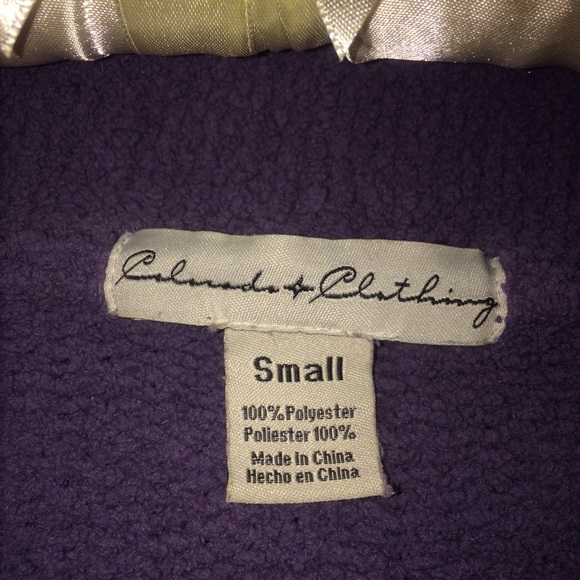 Colorado Clothing
Small
100%Polyester
Poliester 100%
Made in China
Hecho en China